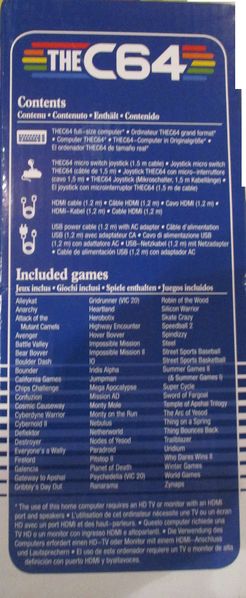 THEC64
Contents
Contenu • Contenuto • Enthält • Contenido
THEC64 full-size computer* • Ordinateur THEC64 grand format*
• Computer THEC64* • THEC64-Computer in Originalgröße* •
El ordenador THEC64 de tamaño real*
THEC64 micro switch joystick (1.5 m cable) • Joystick micro switch
THEC64 (câble de 1,5 m) • Joystick THEC64 con micro-interruttore
(cavo 1,5 m) • THEC64 Joystick (Mikroschalter, 1,5 m Kabellänge) •
El joystick con microinterruptor THEC64 (1,5 m de cable)
HDMI cable (1.2 m) • Câble HDMI (1,2 m) • Cavo HDMI (1,2 m) •
HDMI-Kabel (1,2 m) • Cable HDMI (1,2 m)
USB power cable (1.2 m) with AC adaptor • Câble d'alimentation
USB (1,2 m) avec adaptateur CA • Cavo di alimentazione USB
(1,2 m) con adattatore AC • USB-Netzkabel (1,2 m) mit Netzadapter
• Cable de alimentación USB (1,2 m) con adaptador AC
Included games
Jeux inclus • Giochi inclusi • Spiele enthalten • Juegos incluidos
Alleykat
Anarchy
Attack of the
Mutant Camels
Avenger
Battle Valley
Bear Bovver
Boulder Dash
Bounder
California Games
Chips Challenge
Confuzion
Cosmic Causeway
Cyberdyne Warrior
Cybernoid II
Deflektor
Destroyer
Everyone's a Wally
Firelord
Galencia
Gateway to Apshai
Gribbly's Day Out
Gridrunner (VIC 20)
Heartland
Herobotix
Highway Encounter
Hover Bovver
Impossible Mission
Impossible Mission II
IO
Iridis Alpha
Jumpman
Mega Apocalypse
Mission AD
Monty Mole
Monty on the Run
Nebulus
Netherworld
Nodes of Yesod
Paradroid
Pitstop II
Planet of Death
Psychedelia (VIC 20)
Ranarama
Robin of the Wood
Silicon Warrior
Skate Crazy
Speedball 2
Spindizzy
Steel
Street Sports Baseball
Street Sports Basketball
Summer Games II
(& Summer Games I)
Super Cycle
Sword of Fargoal
Temple of Apshai Trilogy
The Arc of Yesod
Thing on a Spring
Thing Bounces Back
Trailblazer
Uridium
Who Dares Wins II
Winter Games
World Games
Zynaps
* The use of this home computer requires an HD TV or monitor with an HDMI
port and speakers • L'utilisation de cet ordinateur nécessite une TV ou un écran
HD avec un port HDMI et des haut-parleurs. • Questo computer richiede una
TV HD o un monitor con ingresso HDMI e altoparlanti. • Die Verwendung des
Computers erfordert einen HD-TV oder Monitor mit einem HDMI-Anschluss
und Lautsprechern • El uso de este ordenador requiere un TV o monitor de alta
definición con puerto HDMI y altavoces.